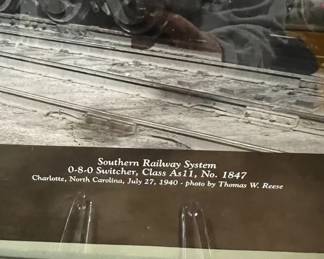 Southern Railway System
0-8-0 Switcher, Class As11, No. 1847
Charlotte, North Carolina, July 27, 1940 - photo by Thomas W. Reese